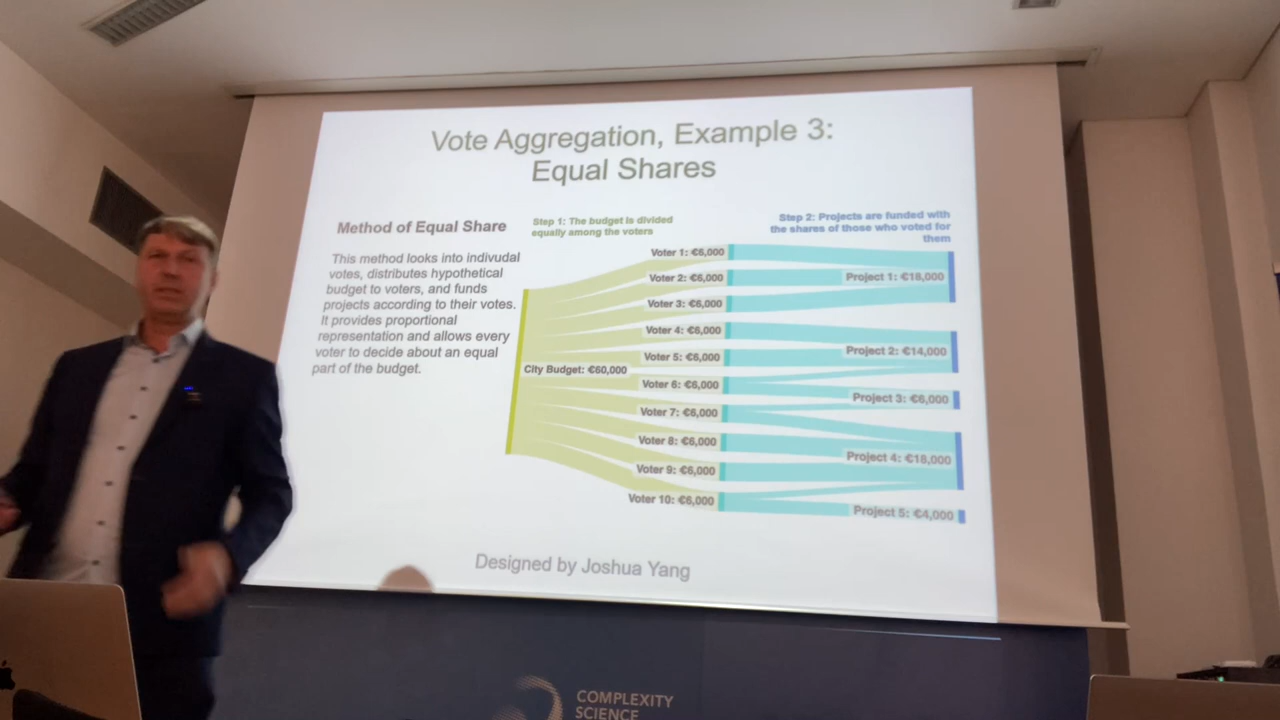 Vote Aggregation, Example 3:
Equal Shares
Method of Equal Share
This method looks into indivudal
votes, distributes hypothetical
budget to voters, and funds
projects according to their votes.
It provides proportional
representation and allows every
voter to decide about an equal
part of the budget.
Step 1: The budget is divided
equally among the voters
Step 2: Projects are funded with
the shares of those who voted for
them
City Budget: €60,000
Voter 1: €6,000
Voter 2: €6,000
Voter 3: €6,000
Voter 4: €6,000
Voter 5: €6,000
Voter 6: €6,000
Voter 7: €6,000
Voter 8: €6,000
Voter 9: €6,000
Voter 10: €6,000
Project 1: €18,000
Project 2: €14,000
Project 3: €6,000
Project 4: €18,000
Project 5: €4,000
Designed by Joshua Yang
COMPLEXITY
SCIENCE